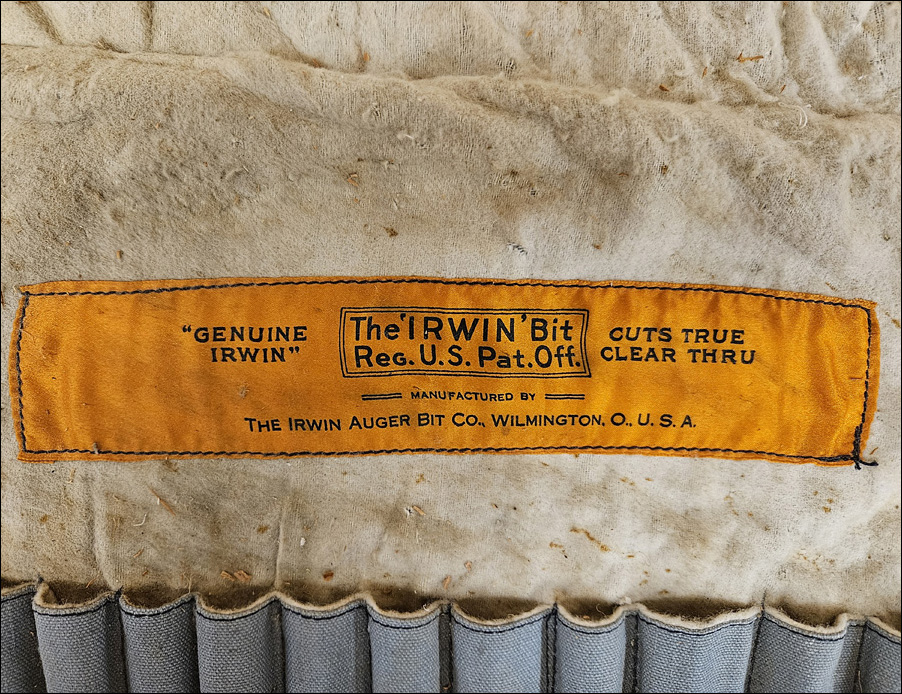 "GENUINE
IRWIN"
The 'IRWIN' Bit
Reg. U.S. Pat. Off.
CUTS TRUE
CLEAR THRU
MANUFACTURED BY
THE IRWIN AUGER BIT CO., WILMINGTON, O., U. S. A.